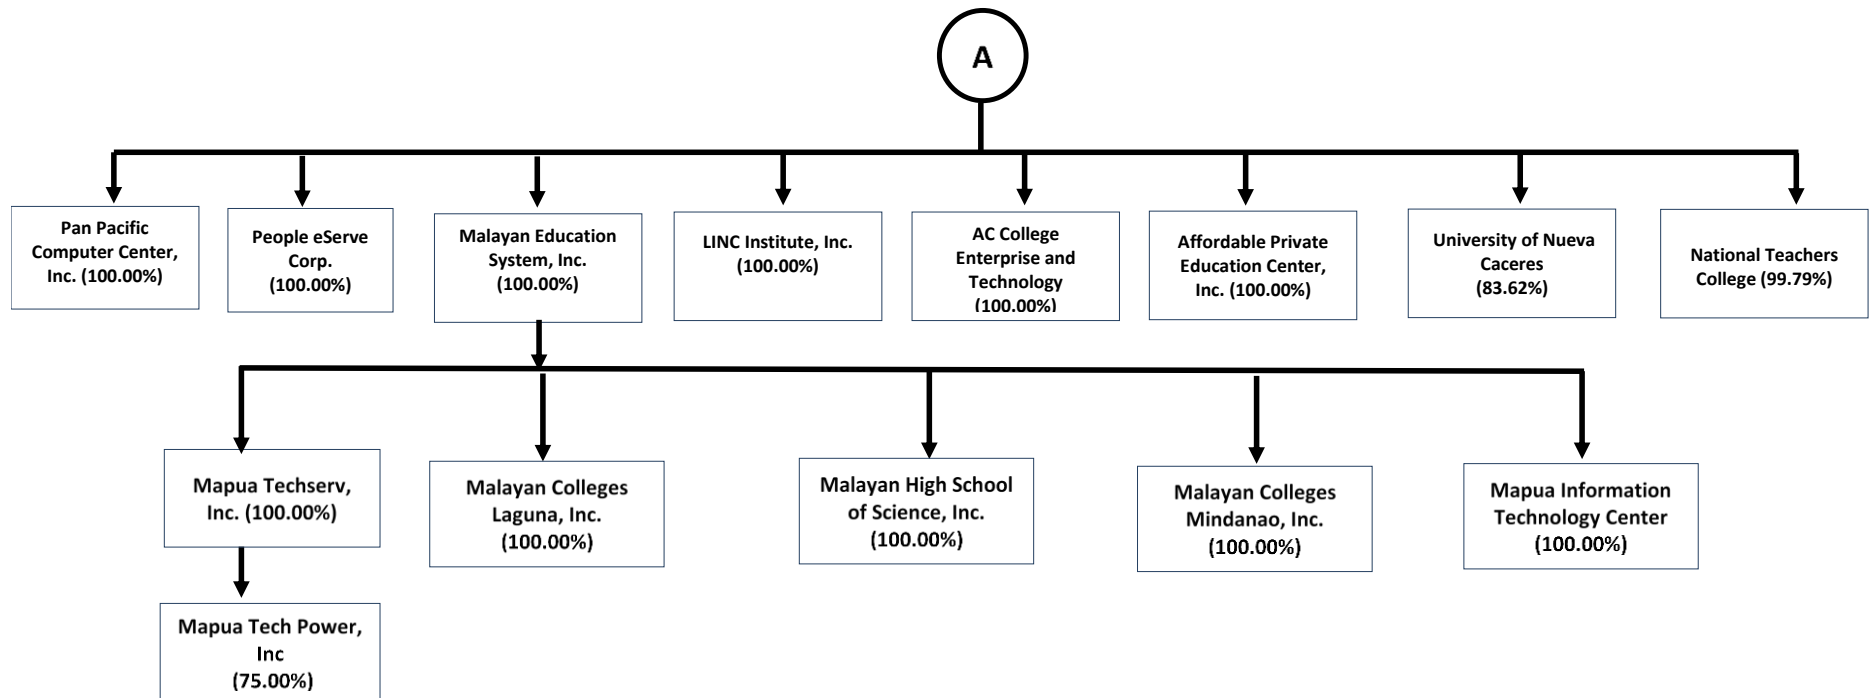 A
Pan Pacific
Computer Center,
Inc. (100.00%)
People eServe
Corp.
(100.00%)
Malayan Education
System, Inc.
(100.00%)
LINC Institute, Inc.
(100.00%)
AC College
Enterprise and
Technology
(100.00%)
Affordable Private
Education Center,
Inc. (100.00%)
University of Nueva
Caceres
(83.62%)
National Teachers
College (99.79%)
Mapua Techserv,
Inc. (100.00%)
Malayan Colleges
Laguna, Inc.
(100.00%)
Malayan High School
of Science, Inc.
(100.00%)
Malayan Colleges
Mindanao, Inc.
(100.00%)
Mapua Information
Technology Center
(100.00%)
Mapua Tech Power,
Inc
(75.00%)